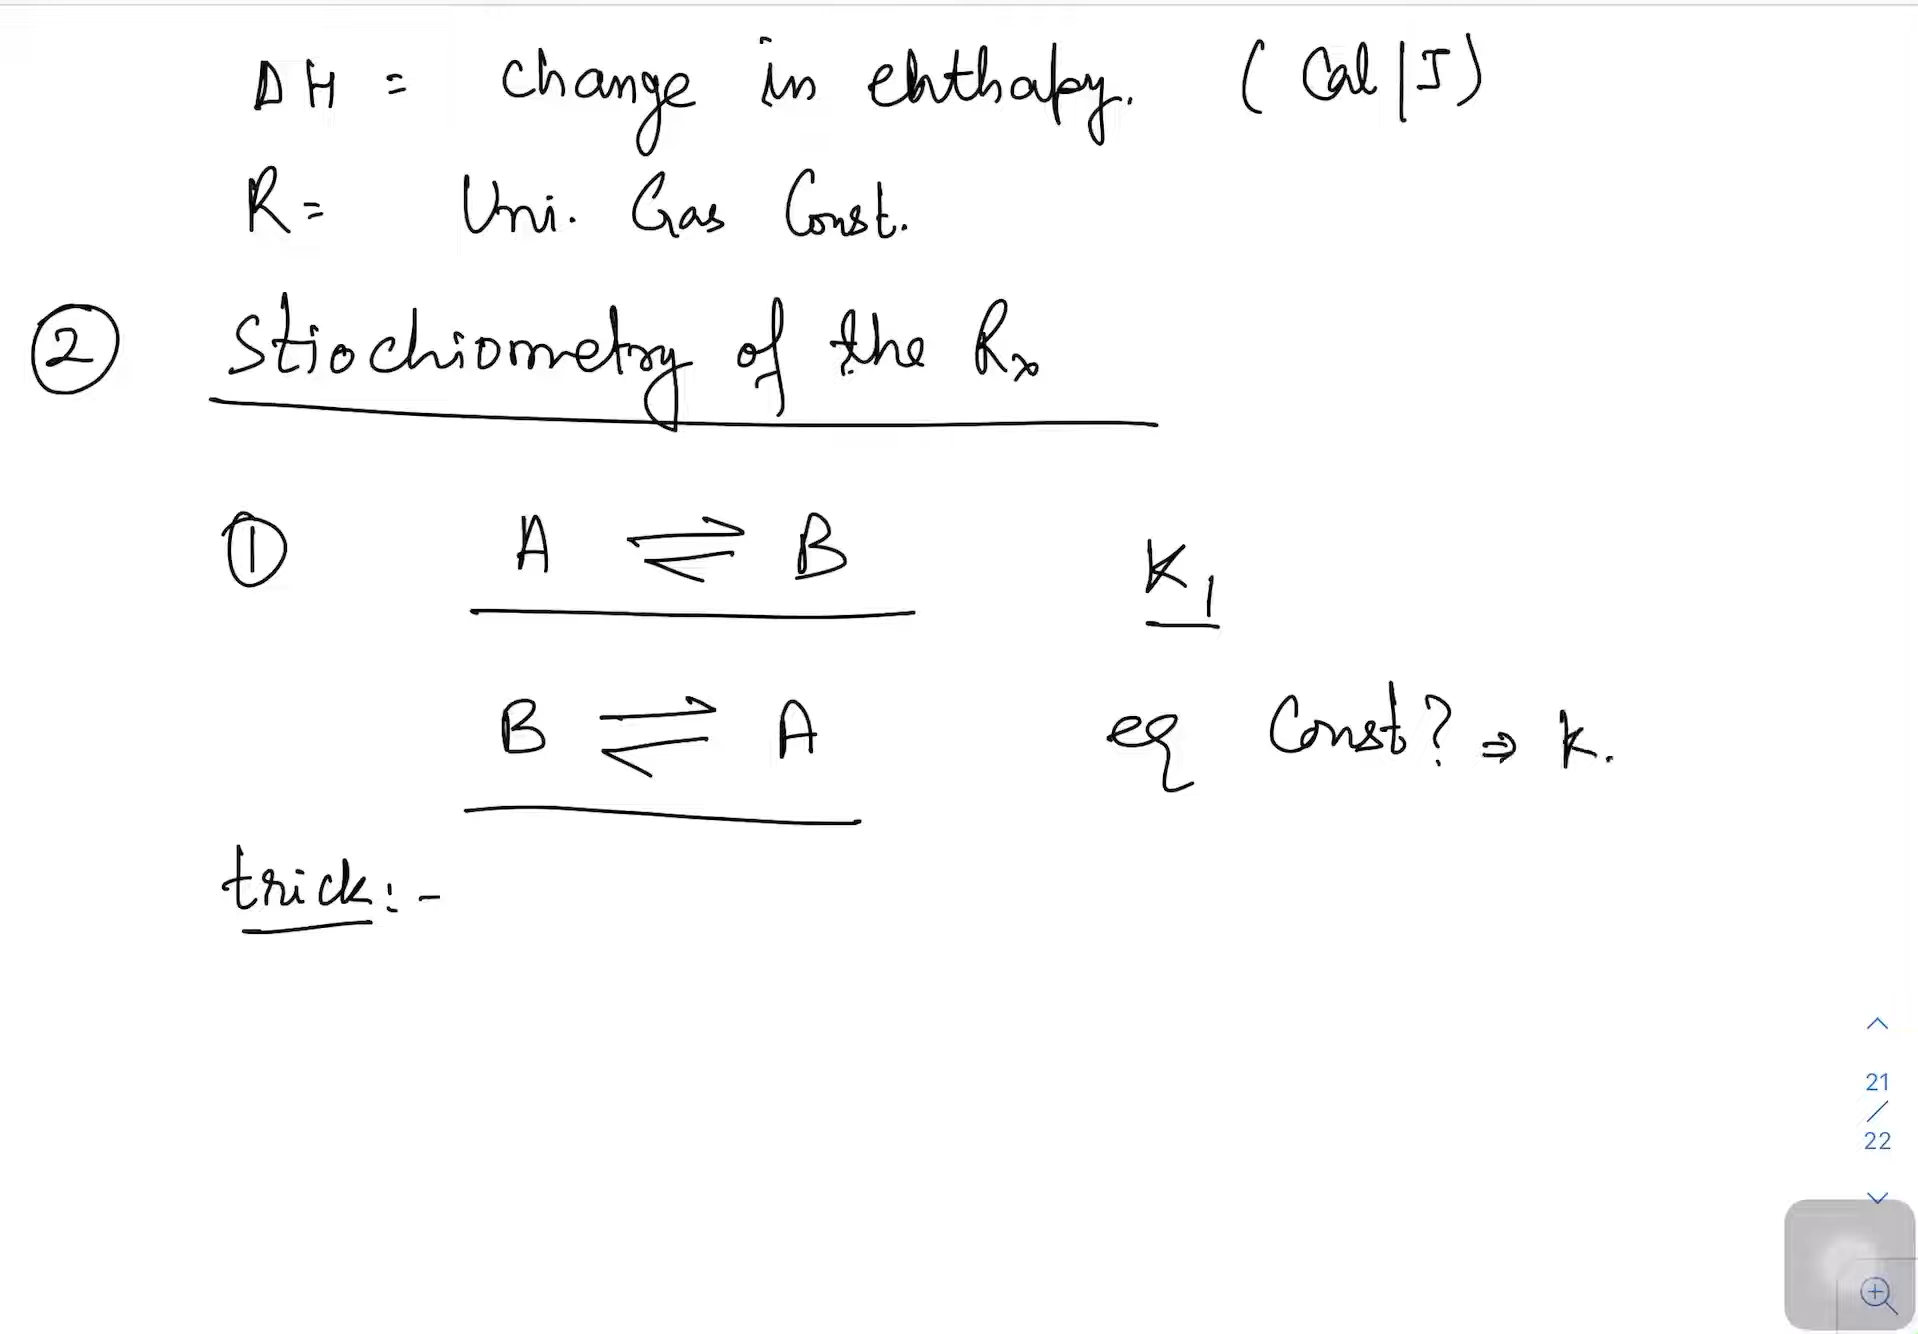 ΔH = change in enthalpy. (Cal/J)
R = Uni. Gas Const.
② Stiochiometry of the Rx
① A ⇌ B K₁
B ⇌ A eq Const? ⇒ K.
trick:-
21
/
22